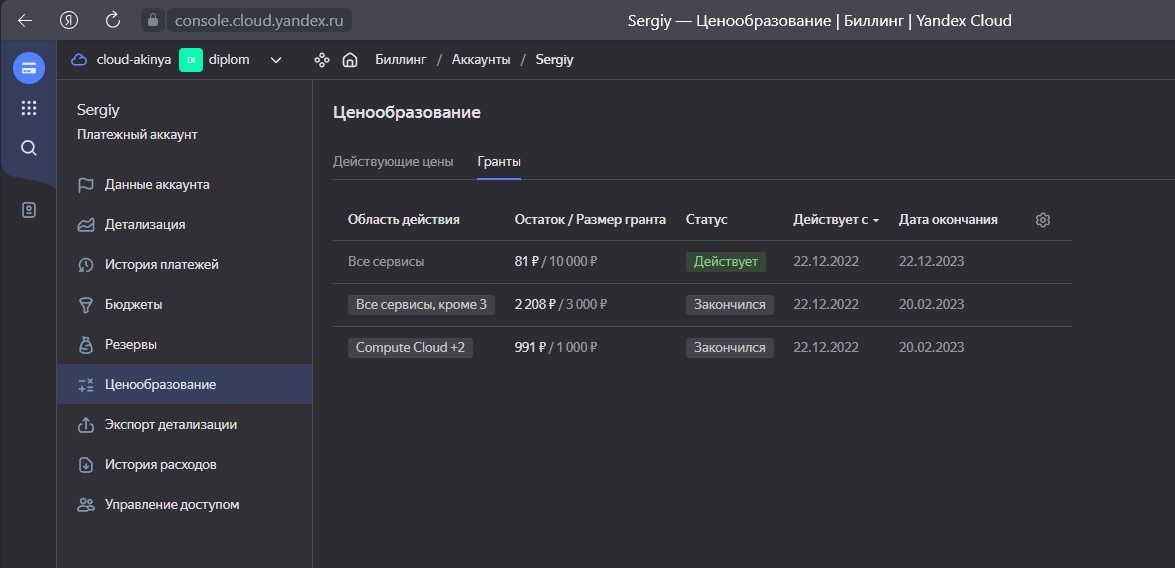 console.cloud.yandex.ru
Sergiy — Ценообразование | Биллинг | Yandex Cloud
cloud-akinya DI diplom
Биллинг / Аккаунты / Sergiy
Sergiy
Платежный аккаунт
Данные аккаунта
Детализация
История платежей
Бюджеты
Резервы
Ценообразование
Экспорт детализации
История расходов
Управление доступом
Ценообразование
Действующие цены Гранты
Область действия Остаток / Размер гранта Статус Действует с Дата окончания
Все сервисы 81 ₽ / 10 000 ₽ Действует 22.12.2022 22.12.2023
Все сервисы, кроме 3 2 208 ₽ / 3 000 ₽ Закончился 22.12.2022 20.02.2023
Compute Cloud +2 991 ₽ / 1 000 ₽ Закончился 22.12.2022 20.02.2023